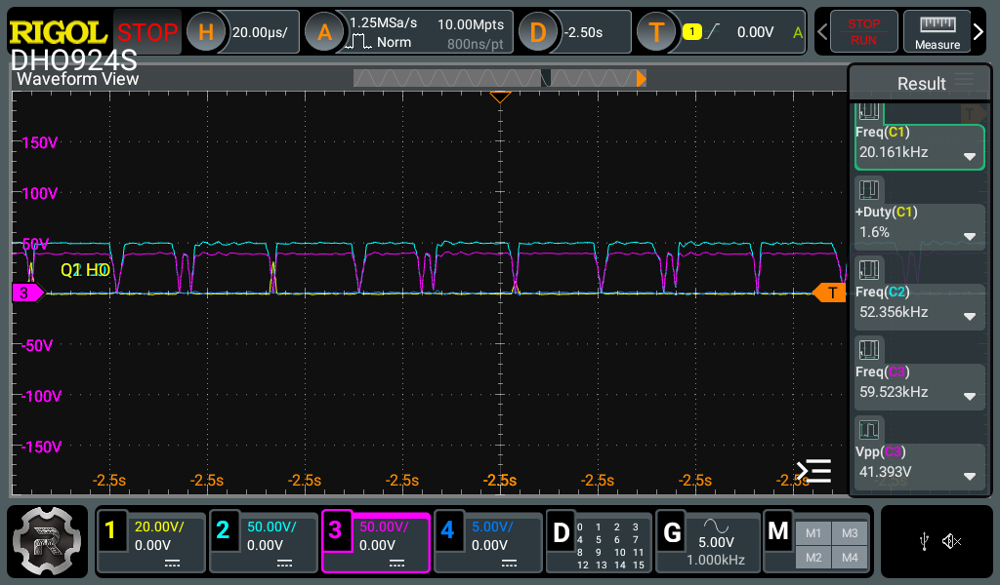 RIGOL STOP H 20.00µs/ A 1.25MSa/s 10.00Mpts D -2.50s T 1 0.00V A STOP
Norm 800ns/pt RUN Measure
DHO924S
Waveform View Result
T
150V Freq(C1)
20.161kHz
100V
+Duty(C1)
50V 1.6%
Q1 HO
3 T Freq(C2)
52.356kHz
-50V
Freq(C3)
-100V 59.523kHz
-150V Vpp(C3)
41.393V
-2.5s -2.5s -2.5s -2.5s -2.5s -2.5s -2.5s -2.5s -2.5s
1 20.00V/ 2 50.00V/ 3 50.00V/ 4 5.00V/ D 0 1 2 3 G M M1 M3
0.00V 0.00V 0.00V 0.00V 4 5 6 7 5.00V
8 9 10 11 1.00kHz M2 M4
12 13 14 15